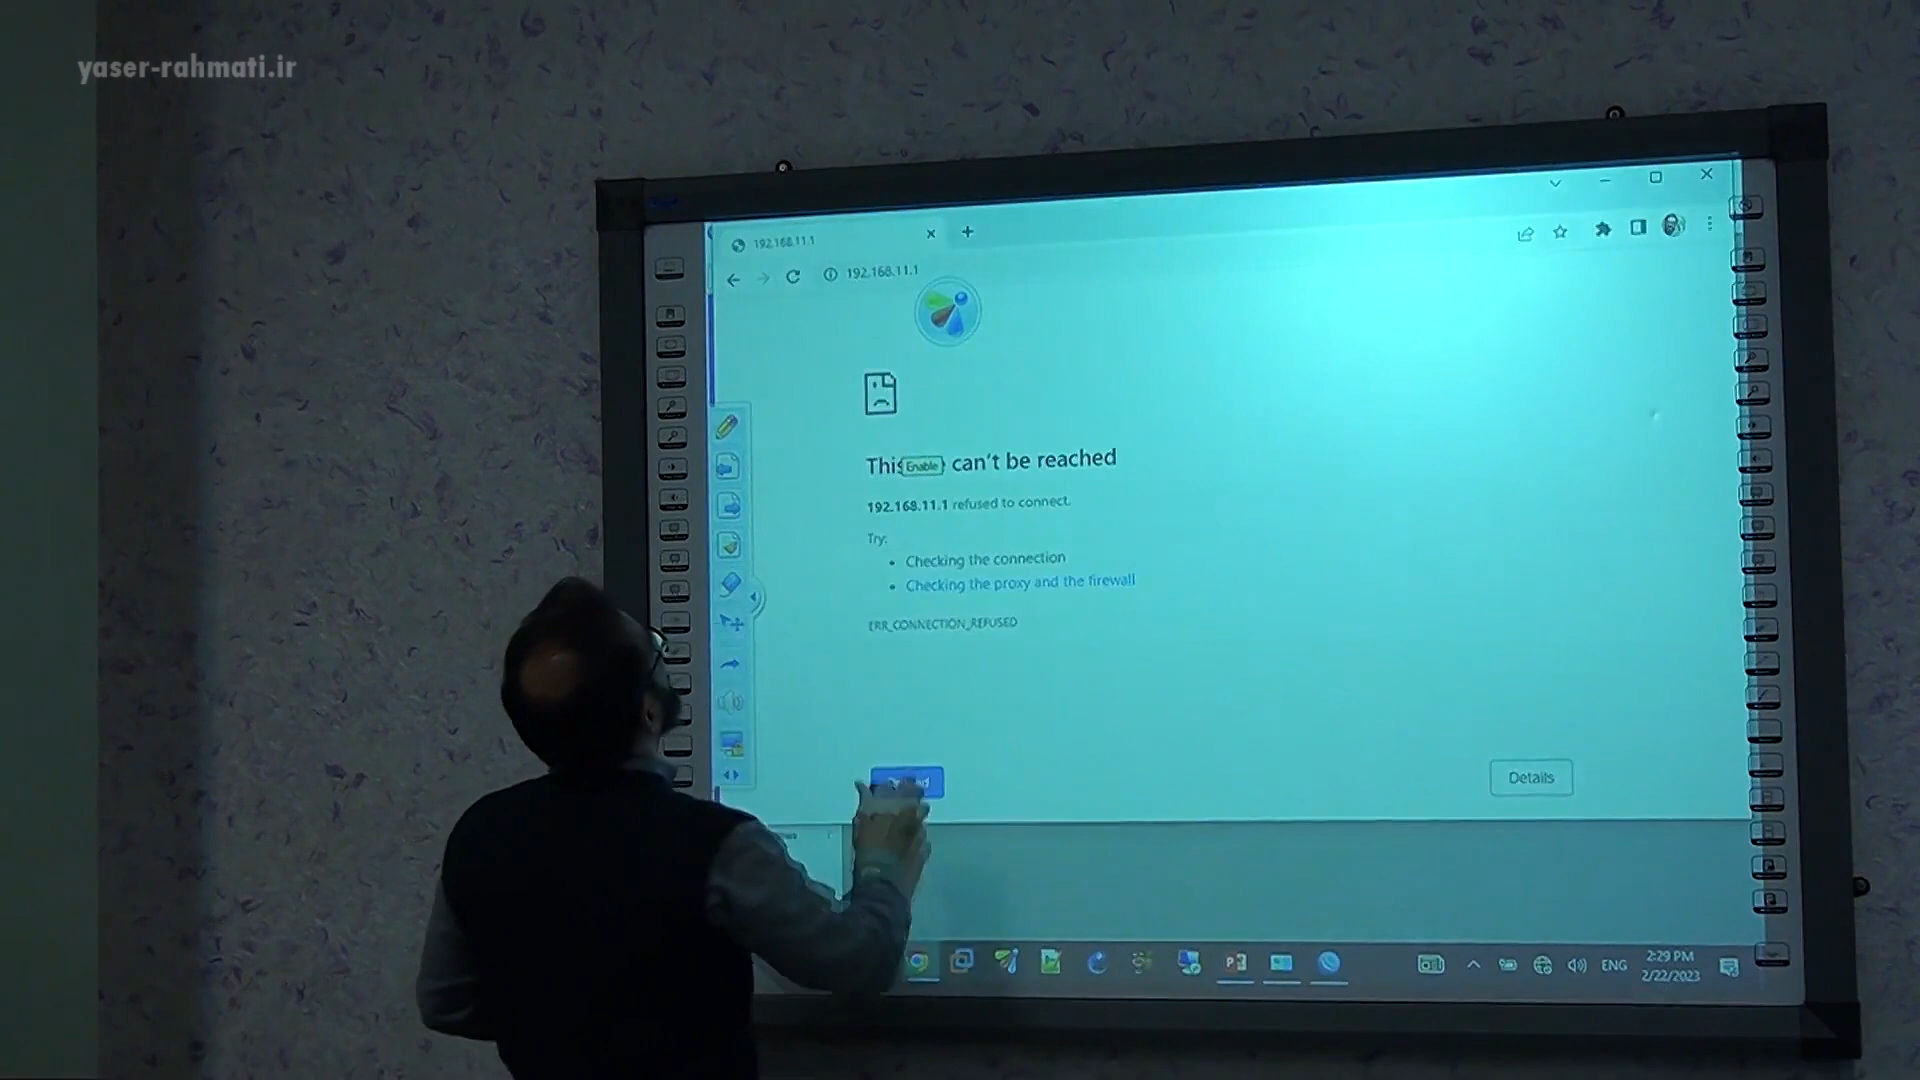 yaser-rahmati.ir
192.168.11.1
192.168.11.1
This Enable can't be reached
192.168.11.1 refused to connect.
Try:
• Checking the connection
• Checking the proxy and the firewall
ERR_CONNECTION_REFUSED
Details
ENG
2:29 PM
2/22/2023